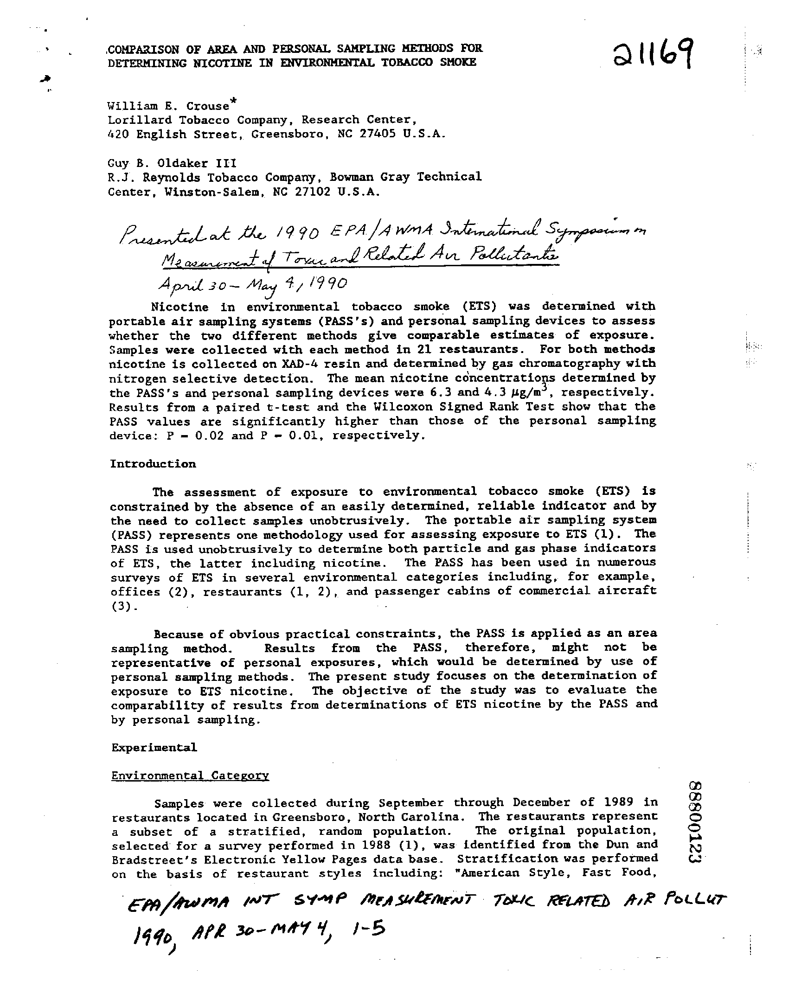 COMPARISON OF AREA AND PERSONAL SAMPLING METHODS FOR
DETERMINING NICOTINE IN ENVIRONMENTAL TOBACCO SMOKE
21169
William E. Crouse*
Lorillard Tobacco Company, Research Center,
420 English Street, Greensboro, NC 27405 U.S.A.
Guy B. Oldaker III
R.J. Reynolds Tobacco Company, Bowman Gray Technical
Center, Winston-Salem, NC 27102 U.S.A.
Presented at the 1990 EPA/AWMA International Symposium on
Measurement of Toxic and Related Air Pollutants
April 30 - May 4, 1990
Nicotine in environmental tobacco smoke (ETS) was determined with
portable air sampling systems (PASS's) and personal sampling devices to assess
whether the two different methods give comparable estimates of exposure.
Samples were collected with each method in 21 restaurants. For both methods
nicotine is collected on XAD-4 resin and determined by gas chromatography with
nitrogen selective detection. The mean nicotine concentrations determined by
the PASS's and personal sampling devices were 6.3 and 4.3 µg/m³, respectively.
Results from a paired t-test and the Wilcoxon Signed Rank Test show that the
PASS values are significantly higher than those of the personal sampling
device: P = 0.02 and P = 0.01, respectively.
Introduction
The assessment of exposure to environmental tobacco smoke (ETS) is
constrained by the absence of an easily determined, reliable indicator and by
the need to collect samples unobtrusively. The portable air sampling system
(PASS) represents one methodology used for assessing exposure to ETS (1). The
PASS is used unobtrusively to determine both particle and gas phase indicators
of ETS, the latter including nicotine. The PASS has been used in numerous
surveys of ETS in several environmental categories including, for example,
offices (2), restaurants (1, 2), and passenger cabins of commercial aircraft
(3).
Because of obvious practical constraints, the PASS is applied as an area
sampling method. Results from the PASS, therefore, might not be
representative of personal exposures, which would be determined by use of
personal sampling methods. The present study focuses on the determination of
exposure to ETS nicotine. The objective of the study was to evaluate the
comparability of results from determinations of ETS nicotine by the PASS and
by personal sampling.
Experimental
Environmental Category
Samples were collected during September through December of 1989 in
restaurants located in Greensboro, North Carolina. The restaurants represent
a subset of a stratified, random population. The original population,
selected for a survey performed in 1988 (1), was identified from the Dun and
Bradstreet's Electronic Yellow Pages data base. Stratification was performed
on the basis of restaurant styles including: "American Style, Fast Food,
88800123
EPA/AWMA INT SYMP MEASUREMENT TOXIC RELATED AIR POLLUT
1990, APR 30-MAY 4, 1-5